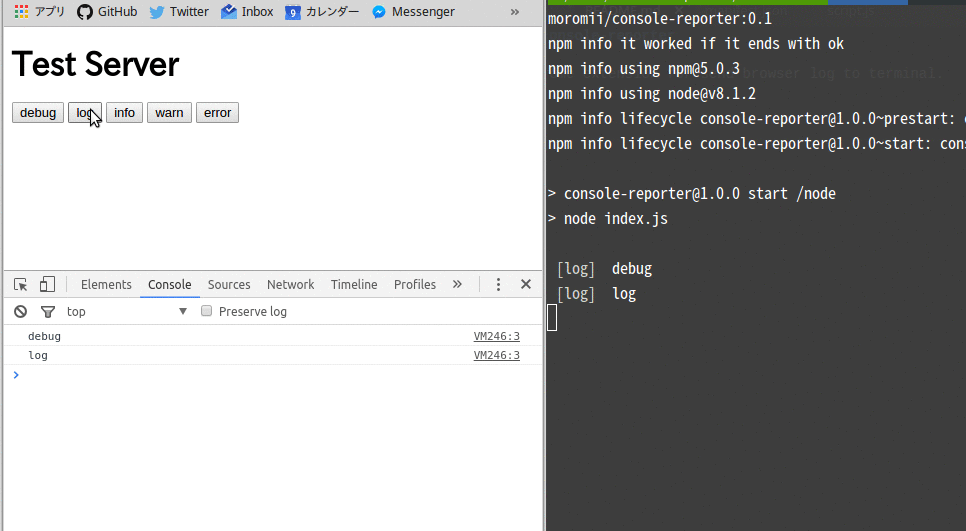 アプリ GitHub Twitter Inbox 9 カレンダー Messenger »
Test Server
debug log info warn error
Elements Console Sources Network Timeline Profiles »
top Preserve log
debug VM246:3
log VM246:3
moromii/console-reporter:0.1
npm info it worked if it ends with ok
npm info using npm@5.0.3
browser log to terminal.
npm info using node@v8.1.2
npm info lifecycle console-reporter@1.0.0~prestart:
npm info lifecycle console-reporter@1.0.0~start: cons
> console-reporter@1.0.0 start /node
> node index.js
[log] debug
[log] log